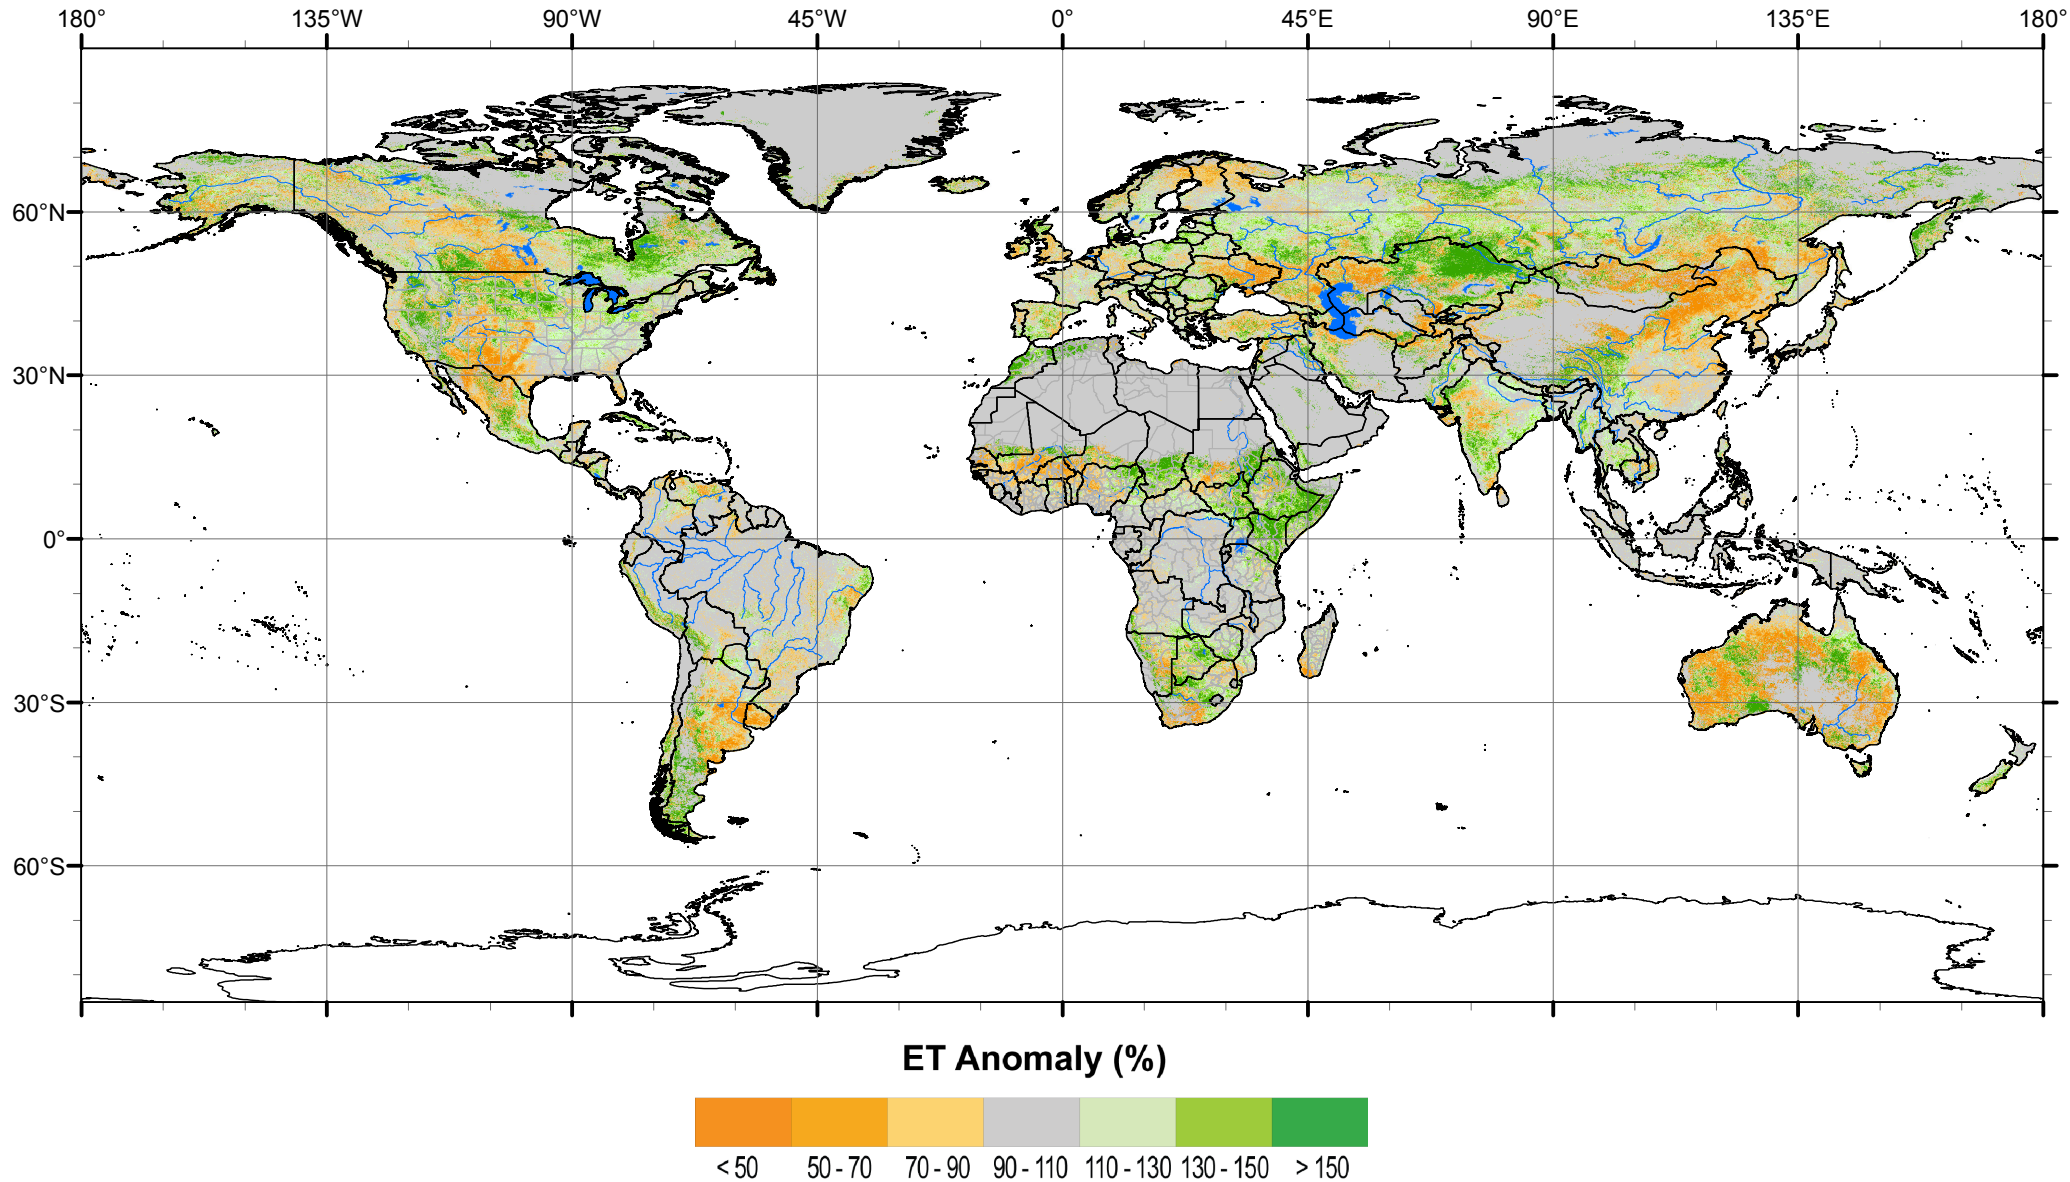 180° 135°W 90°W 45°W 0° 45°E 90°E 135°E 180°
60°N
30°N
0°
30°S
60°S
ET Anomaly (%)
< 50 50 - 70 70 - 90 90 - 110 110 - 130 130 - 150 > 150